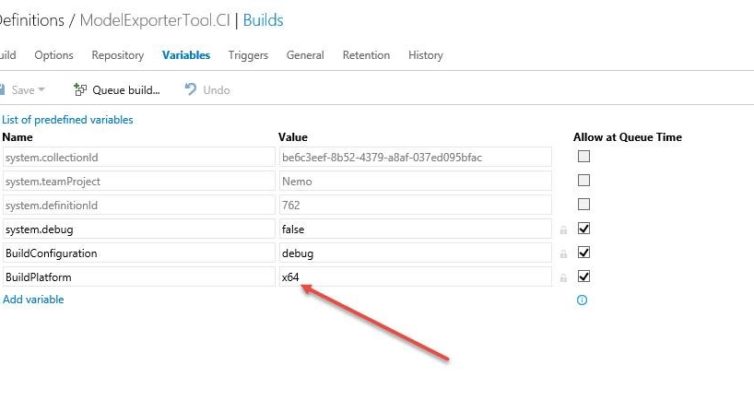 Definitions / ModelExporterTool.CI | Builds
uild Options Repository Variables Triggers General Retention History
Save Queue build... Undo
List of predefined variables
Name Value Allow at Queue Time
system.collectionId be6c3eef-8b52-4379-a8af-037ed095bfac
system.teamProject Nemo
system.definitionId 762
system.debug false
BuildConfiguration debug
BuildPlatform x64
Add variable